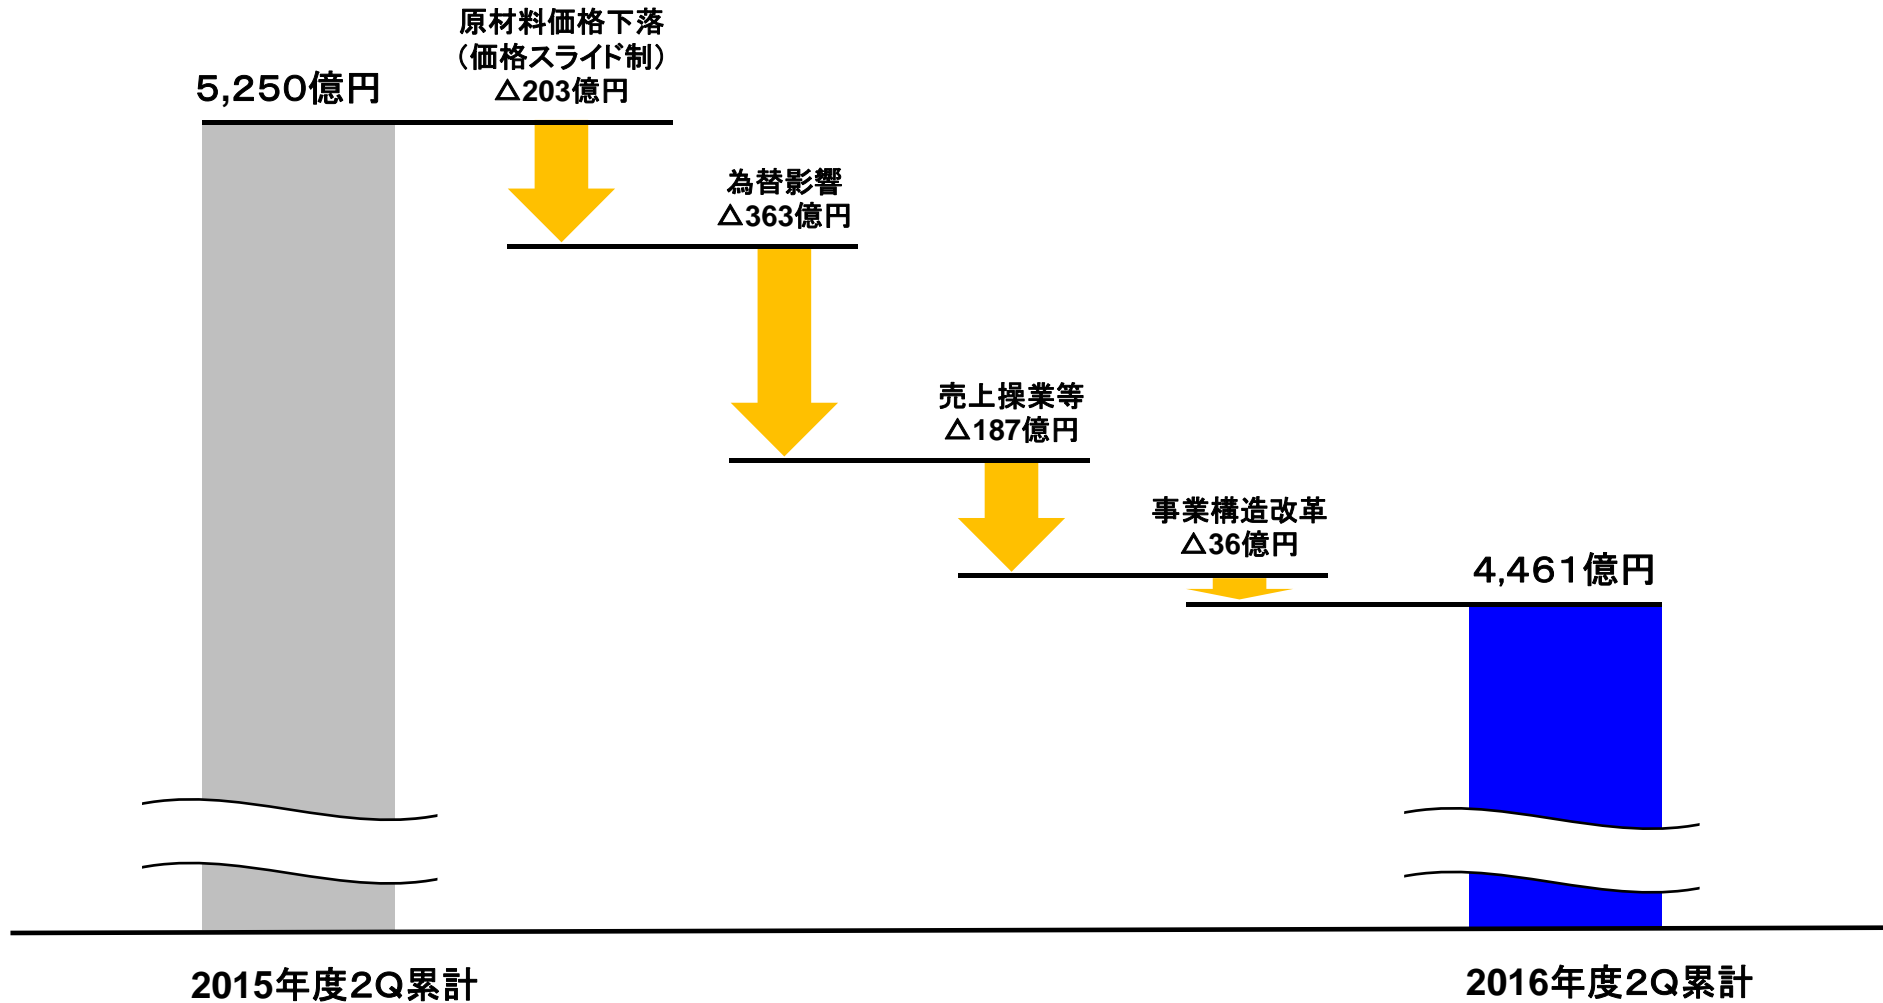 原材料価格下落
（価格スライド制）
△203億円
５,２５０億円
為替影響
△363億円
売上操業等
△187億円
事業構造改革
△36億円
４,４６１億円
2015年度２Ｑ累計
2016年度２Ｑ累計